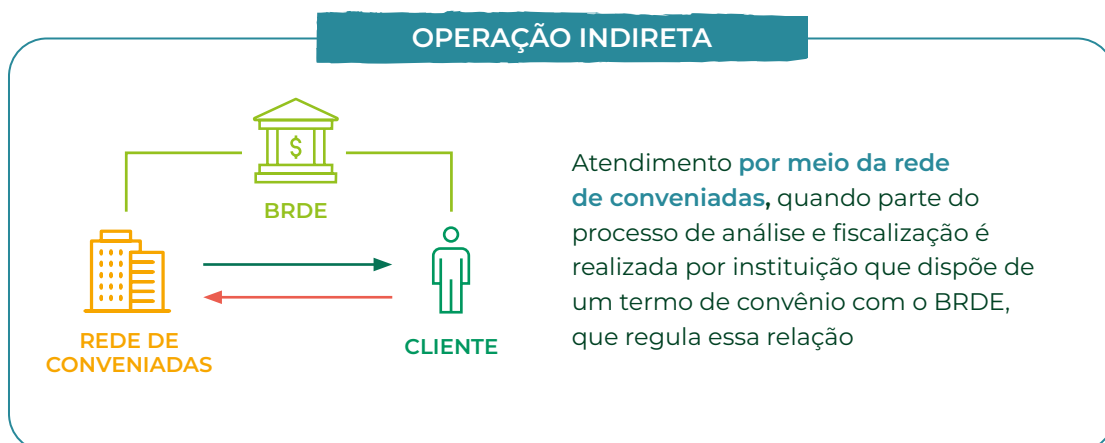 OPERAÇÃO INDIRETA
$
BRDE
REDE DE
CONVENIADAS
CLIENTE
Atendimento por meio da rede
de conveniadas, quando parte do
processo de análise e fiscalização é
realizada por instituição que dispõe de
um termo de convênio com o BRDE,
que regula essa relação